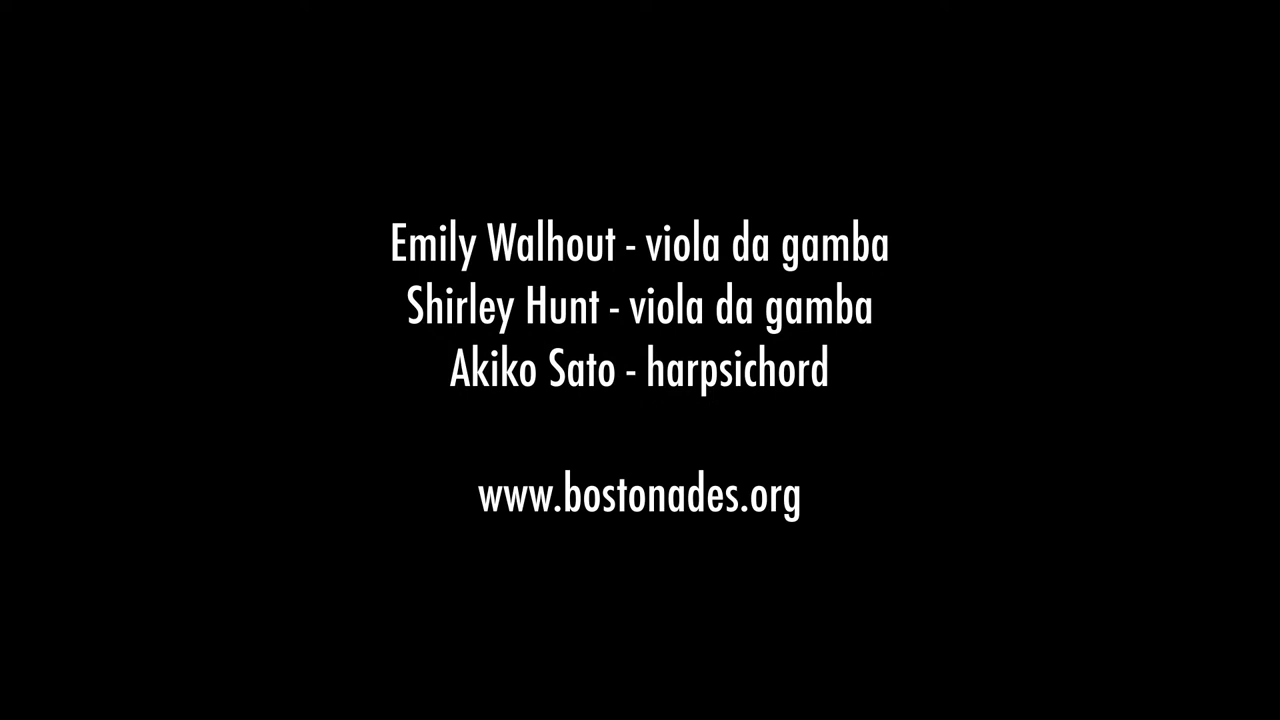 Emily Walhout - viola da gamba
Shirley Hunt - viola da gamba
Akiko Sato - harpsichord
www.bostonades.org